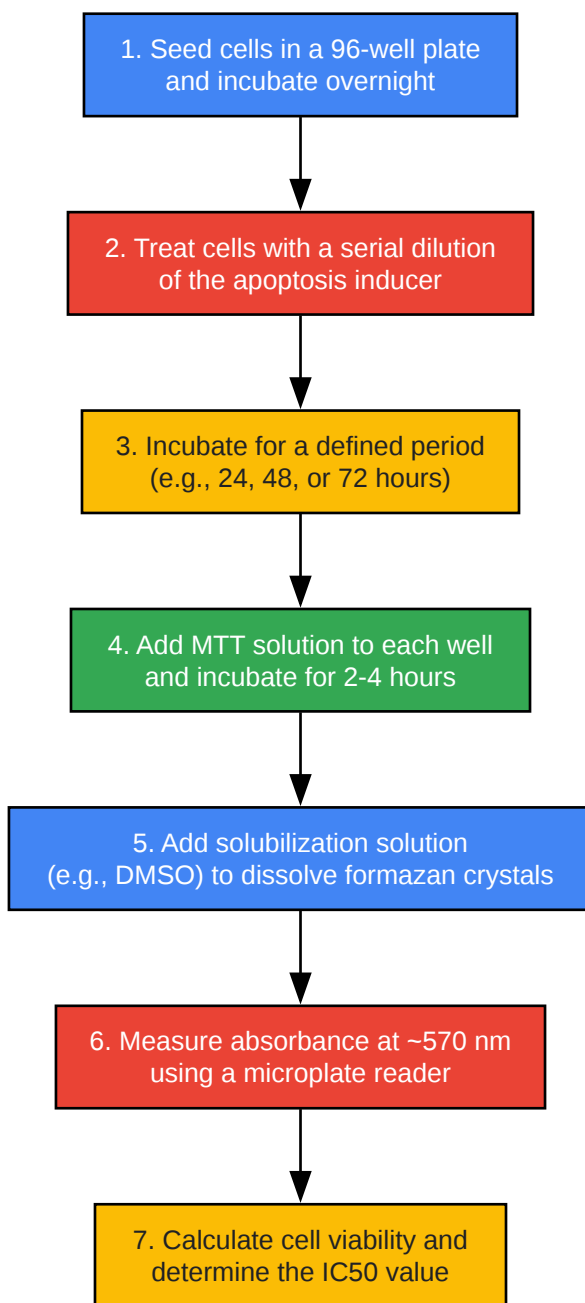 1. Seed cells in a 96-well plate
and incubate overnight
2. Treat cells with a serial dilution
of the apoptosis inducer
3. Incubate for a defined period
(e.g., 24, 48, or 72 hours)
4. Add MTT solution to each well
and incubate for 2-4 hours
5. Add solubilization solution
(e.g., DMSO) to dissolve formazan crystals
6. Measure absorbance at ~570 nm
using a microplate reader
7. Calculate cell viability and
determine the IC50 value